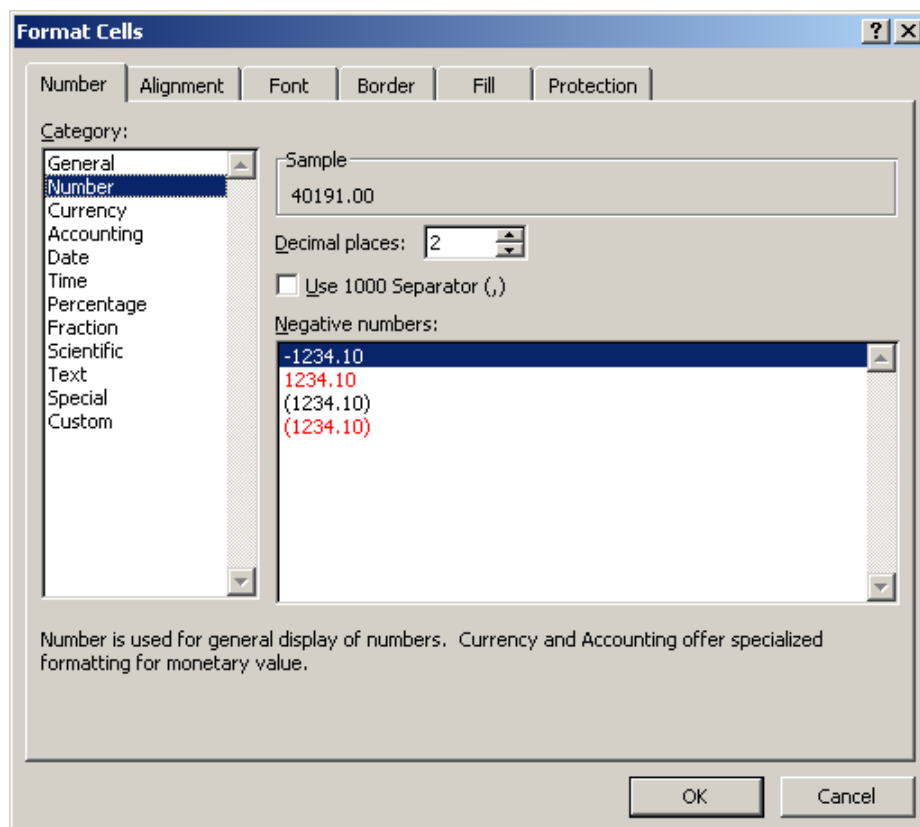 Format Cells
Number Alignment Font Border Fill Protection
Category:
General
Number
Currency
Accounting
Date
Time
Percentage
Fraction
Scientific
Text
Special
Custom
Sample
40191.00
Decimal places: 2
Use 1000 Separator (,)
Negative numbers:
-1234.10
1234.10
(1234.10)
(1234.10)
Number is used for general display of numbers.  Currency and Accounting offer specialized
formatting for monetary value.
OK Cancel